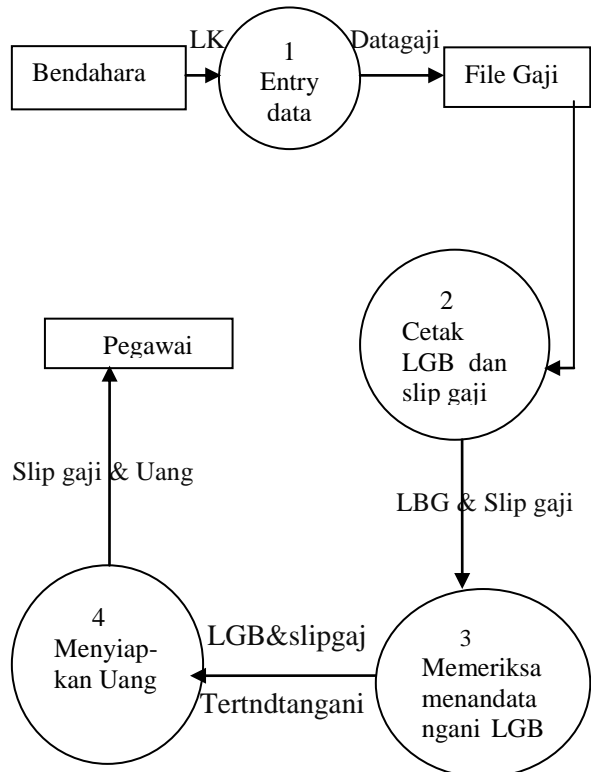 LK
Datagaji
Bendahara
1
Entry
data
File Gaji
2
Cetak
LGB dan
slip gaji
Pegawai
Slip gaji & Uang
LBG & Slip gaji
4
Menyiap-
kan Uang
LGB&slipgaj
Tertndtangani
3
Memeriksa
menandata
ngani LGB